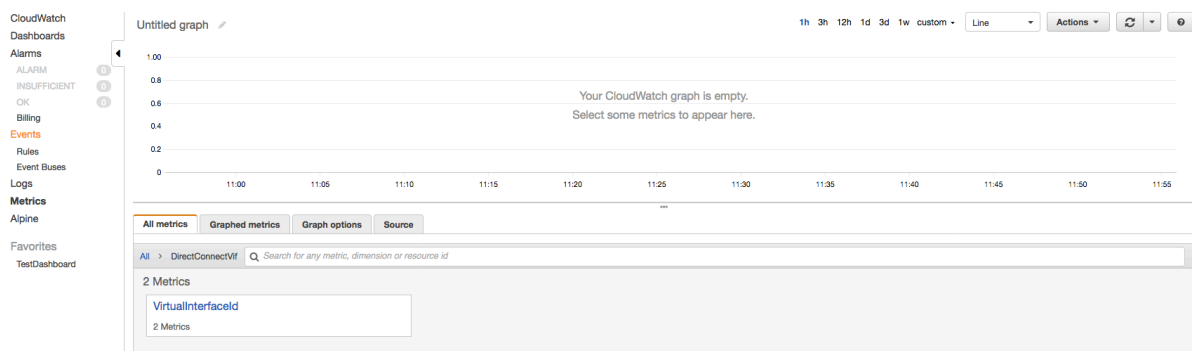 CloudWatch
Dashboards
Alarms
ALARM 0
INSUFFICIENT 0
OK 0
Billing
Events
Rules
Event Buses
Logs
Metrics
Alpine
Favorites
TestDashboard
Untitled graph
1h 3h 12h 1d 3d 1w custom Line Actions
1.00
0.8
0.6
0.4
0.2
0
Your CloudWatch graph is empty.
Select some metrics to appear here.
11:00 11:05 11:10 11:15 11:20 11:25 11:30 11:35 11:40 11:45 11:50 11:55
All metrics Graphed metrics Graph options Source
All > DirectConnectVif Search for any metric, dimension or resource id
2 Metrics
VirtualInterfaceId
2 Metrics